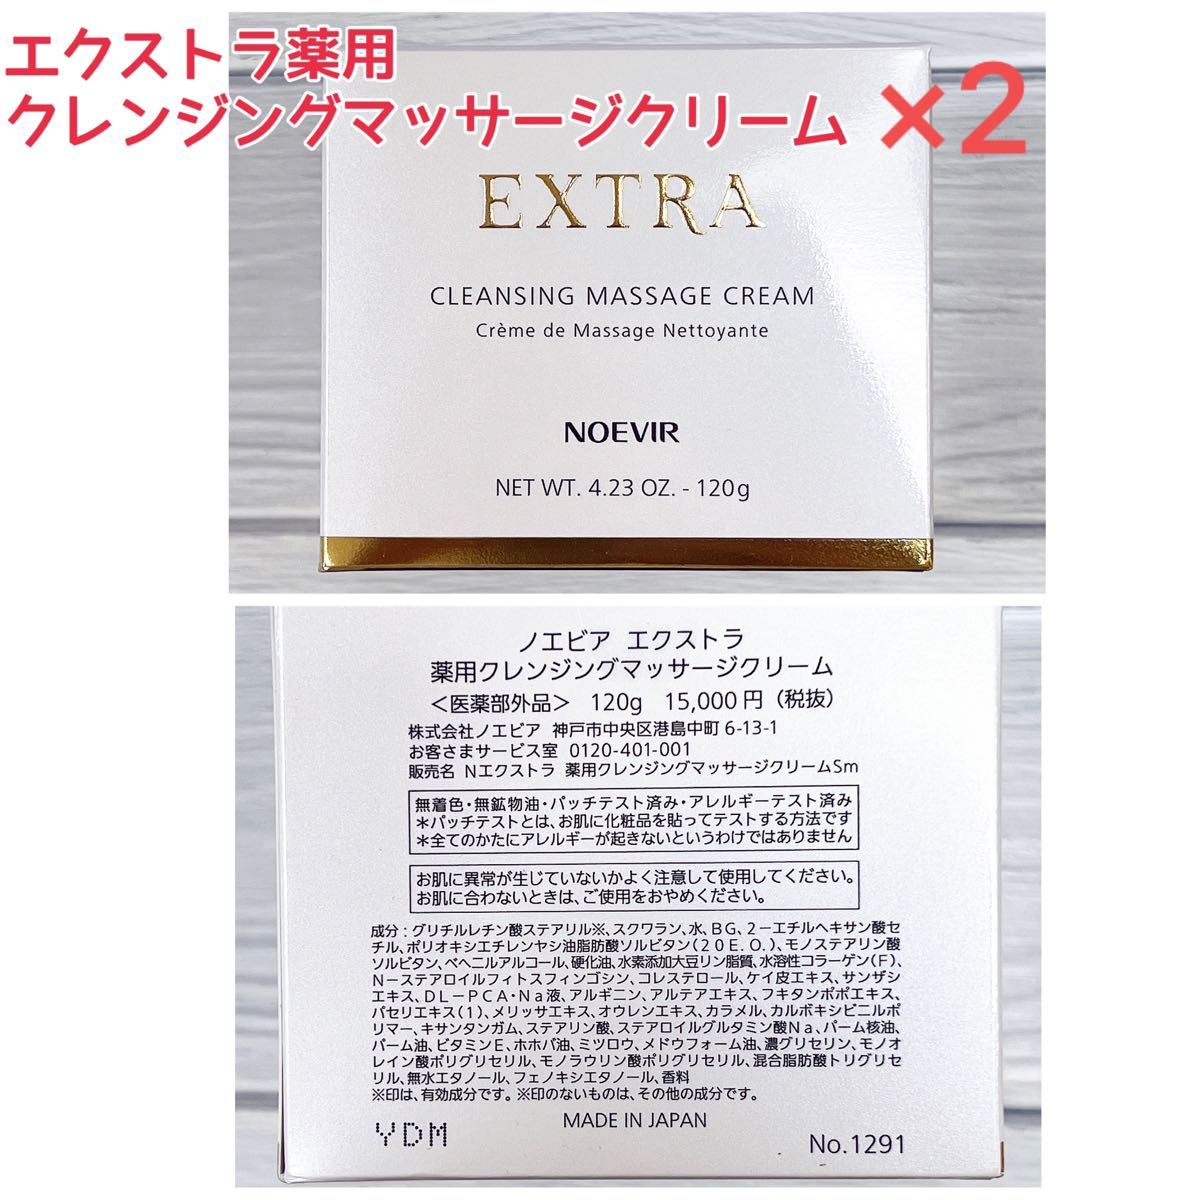 エクストラ薬用
クレンジングマッサージクリーム ×2
EXTRA
CLEANSING MASSAGE CREAM
Crème de Massage Nettoyante
NOEVIR
NET WT. 4.23 OZ. - 120g
ノエビア エクストラ
薬用クレンジングマッサージクリーム
＜医薬部外品＞ 120g 15,000円（税抜）
株式会社ノエビア 神戸市中央区港島中町6-13-1
お客さまサービス室 0120-401-001
販売名 Nエクストラ 薬用クレンジングマッサージクリームSm
無着色・無鉱物油・パッチテスト済み・アレルギーテスト済み
＊パッチテストとは、お肌に化粧品を貼ってテストする方法です
＊全てのかたにアレルギーが起きないというわけではありません
お肌に異常が生じていないかよく注意して使用してください。
お肌に合わないときは、ご使用をおやめください。
成分：グリチルレチン酸ステアリル※、スクワラン、水、BG、2－エチルヘキサン酸セ
チル、ポリオキシエチレンヤシ油脂肪酸ソルビタン（20E.O.）、モノステアリン酸
ソルビタン、ベヘニルアルコール、硬化油、水素添加大豆リン脂質、水溶性コラーゲン（F）、
N－ステアロイルフィトスフィンゴシン、コレステロール、ケイ皮エキス、サンザシ
エキス、DL－PCA・Na液、アルギニン、アルテアエキス、フキタンポポエキス、
パセリエキス（1）、メリッサエキス、オウレンエキス、カラメル、カルボキシビニルポ
リマー、キサンタンガム、ステアリン酸、ステアロイルグルタミン酸Na、パーム核油、
パーム油、ビタミンE、ホホバ油、ミツロウ、メドウフォーム油、濃グリセリン、モノオ
レイン酸ポリグリセリル、モノラウリン酸ポリグリセリル、混合脂肪酸トリグリセ
リル、無水エタノール、フェノキシエタノール、香料
※印は、有効成分です。※印のないものは、その他の成分です。
MADE IN JAPAN
YDM
No.1291